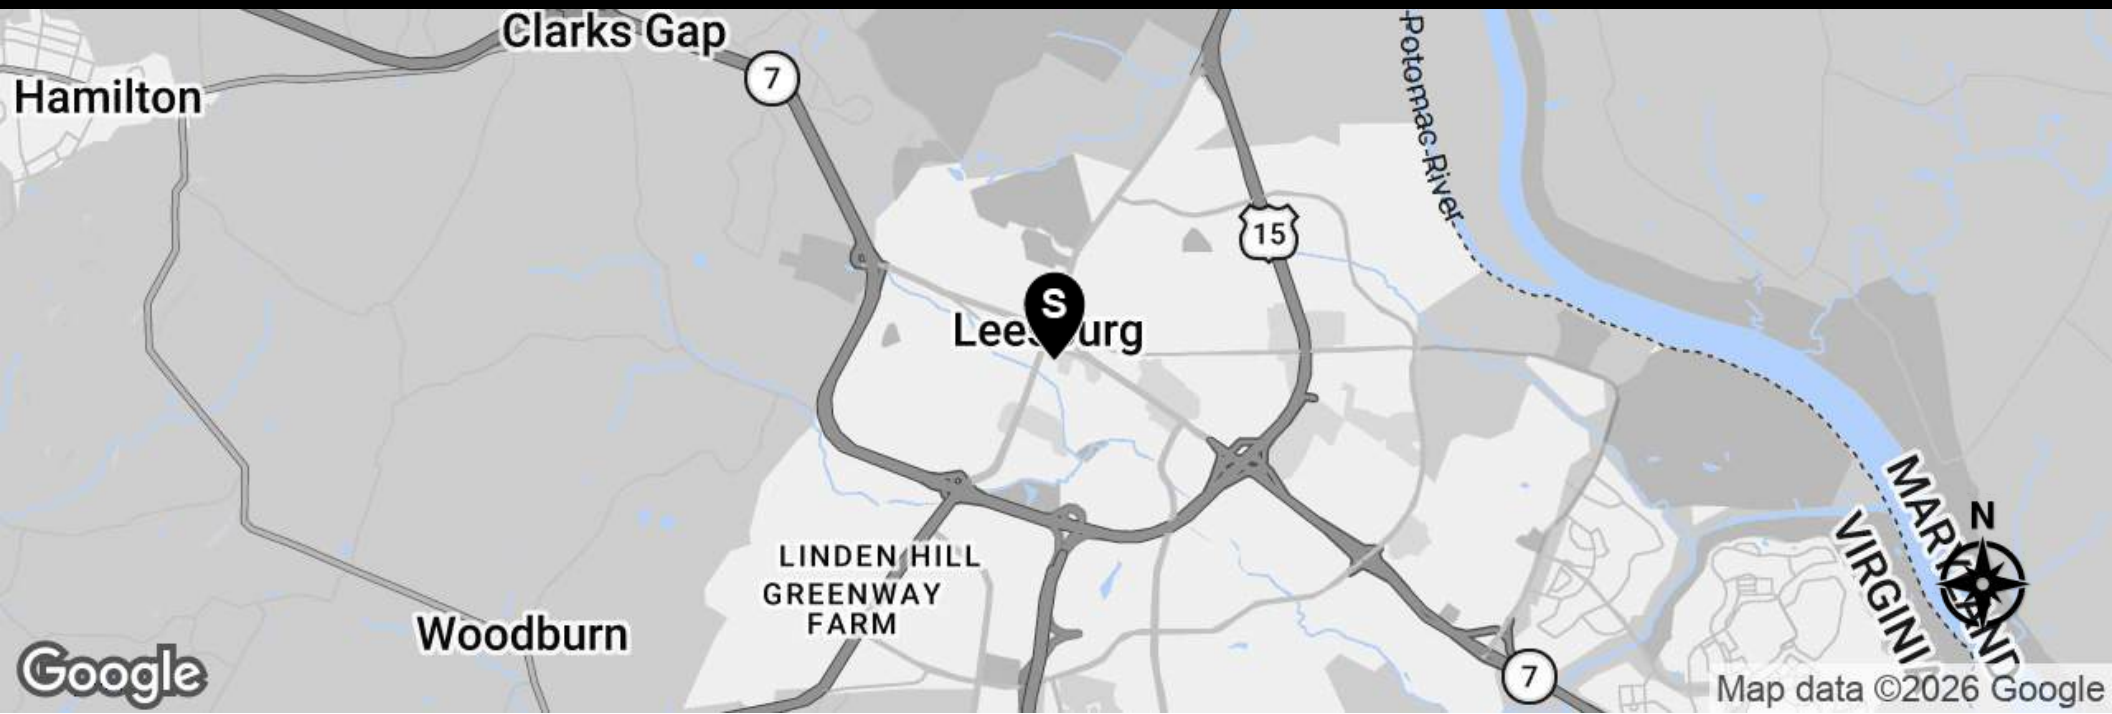 Clarks Gap
7
Hamilton
Potomac River
15
S
Leesburg
MARYLAND
VIRGINIA
N
LINDEN HILL
GREENWAY
FARM
Woodburn
7
Google
Map data ©2026 Google